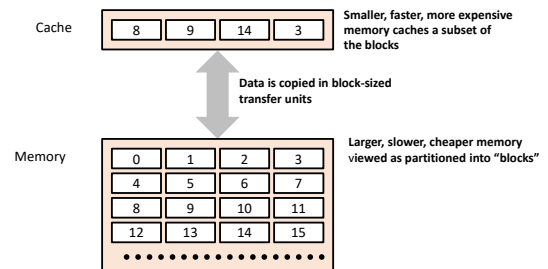 Cache
8 9 14 3
Smaller, faster, more expensive
memory caches a subset of
the blocks
Data is copied in block-sized
transfer units
Memory
0 1 2 3
4 5 6 7
8 9 10 11
12 13 14 15
Larger, slower, cheaper memory
viewed as partitioned into “blocks”